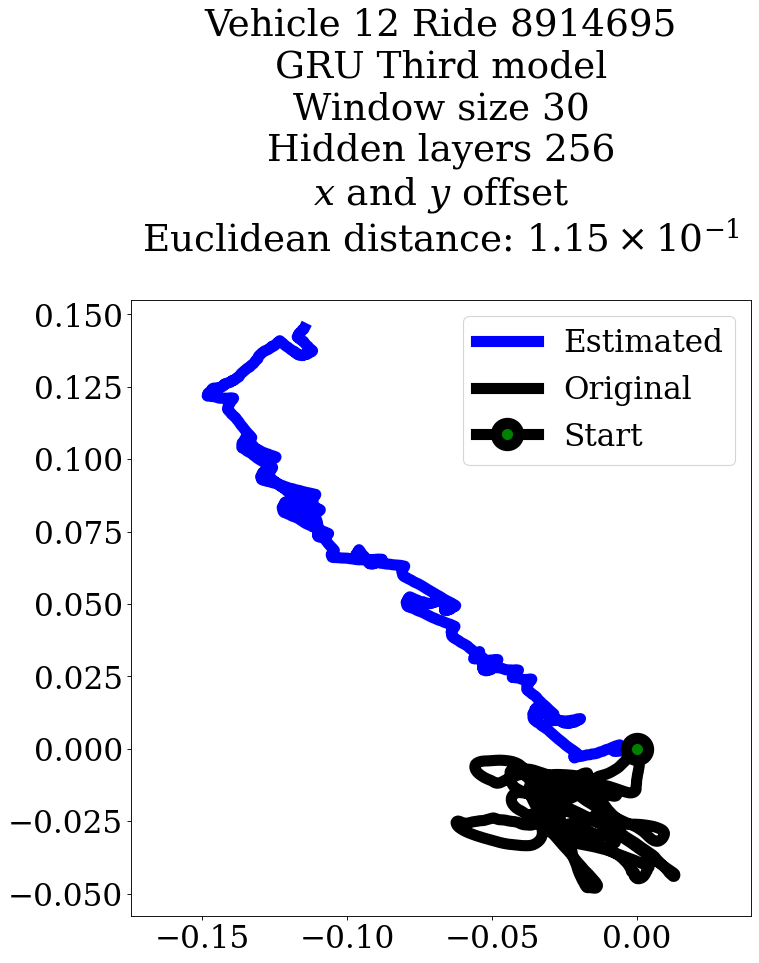 Vehicle 12 Ride 8914695
GRU Third model
Window size 30
Hidden layers 256
x and y offset
Euclidean distance: 1.15 × 10⁻¹
Estimated
Original
Start
0.150
0.125
0.100
0.075
0.050
0.025
0.000
−0.025
−0.050
−0.15 −0.10 −0.05 0.00